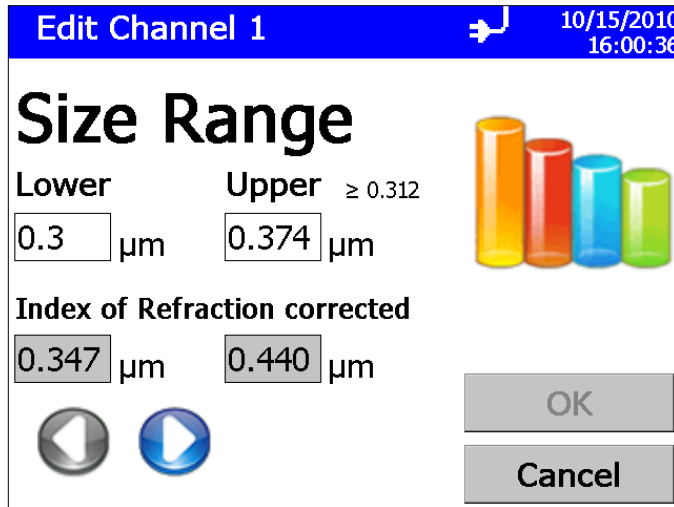 Edit Channel 1
10/15/2010
16:00:36
Size Range
Lower Upper ≥ 0.312
0.3 µm 0.374 µm
Index of Refraction corrected
0.347 µm 0.440 µm
OK
Cancel